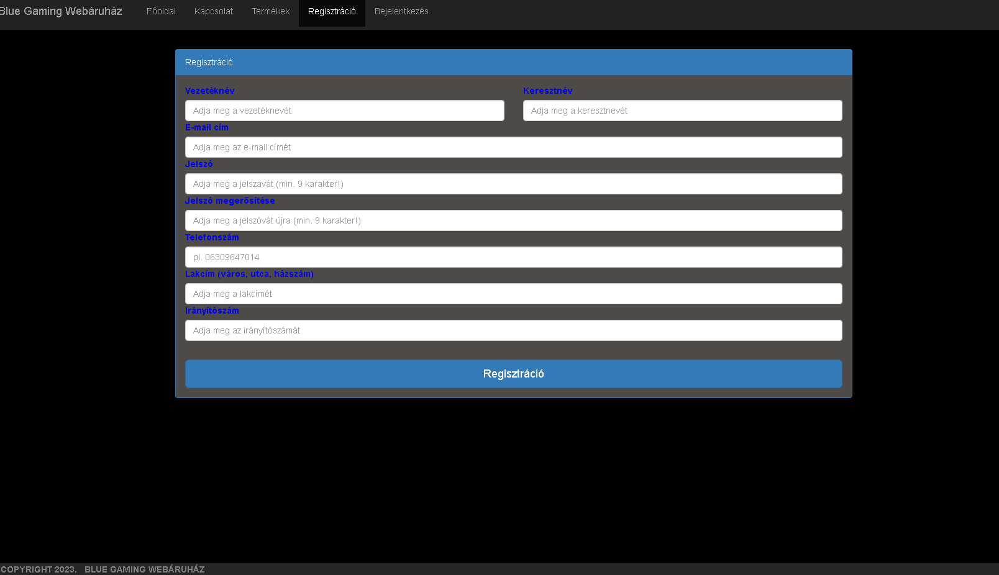 Blue Gaming Webáruház Főoldal Kapcsolat Termékek Regisztráció Bejelentkezés
Regisztráció
Vezetéknév Keresztnév
Adja meg a vezetéknevét Adja meg a keresztnevét
E-mail cím
Adja meg az e-mail címét
Jelszó
Adja meg a jelszavát (min. 9 karakter!)
Jelszó megerősítése
Adja meg a jelszóvát újra (min. 9 karakter!)
Telefonszám
pl. 06309647014
Lakcím (város, utca, házszám)
Adja meg a lakcímét
Irányítószám
Adja meg az irányítószámát
Regisztráció
COPYRIGHT 2023. BLUE GAMING WEBÁRUHÁZ